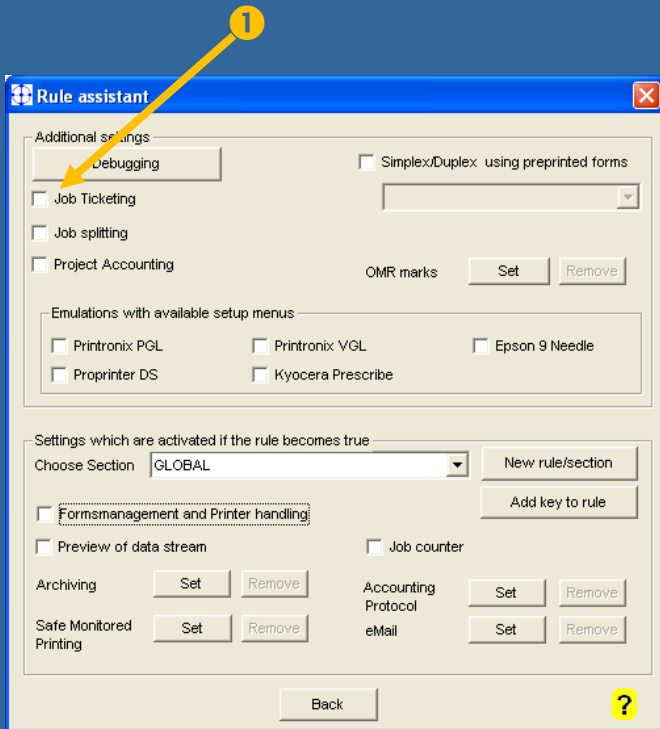 1
Rule assistant
Additional settings
Debugging
Simplex/Duplex using preprinted forms
Job Ticketing
Job splitting
Project Accounting
OMR marks
Set
Remove
Emulations with available setup menus
Printronix PGL
Printronix VGL
Epson 9 Needle
Proprinter DS
Kyocera Prescribe
Settings which are activated if the rule becomes true
Choose Section
GLOBAL
New rule/section
Add key to rule
Formsmanagement and Printer handling
Preview of data stream
Job counter
Archiving
Set
Remove
Accounting
Protocol
Set
Remove
Safe Monitored
Printing
Set
Remove
eMail
Set
Remove
Back
?